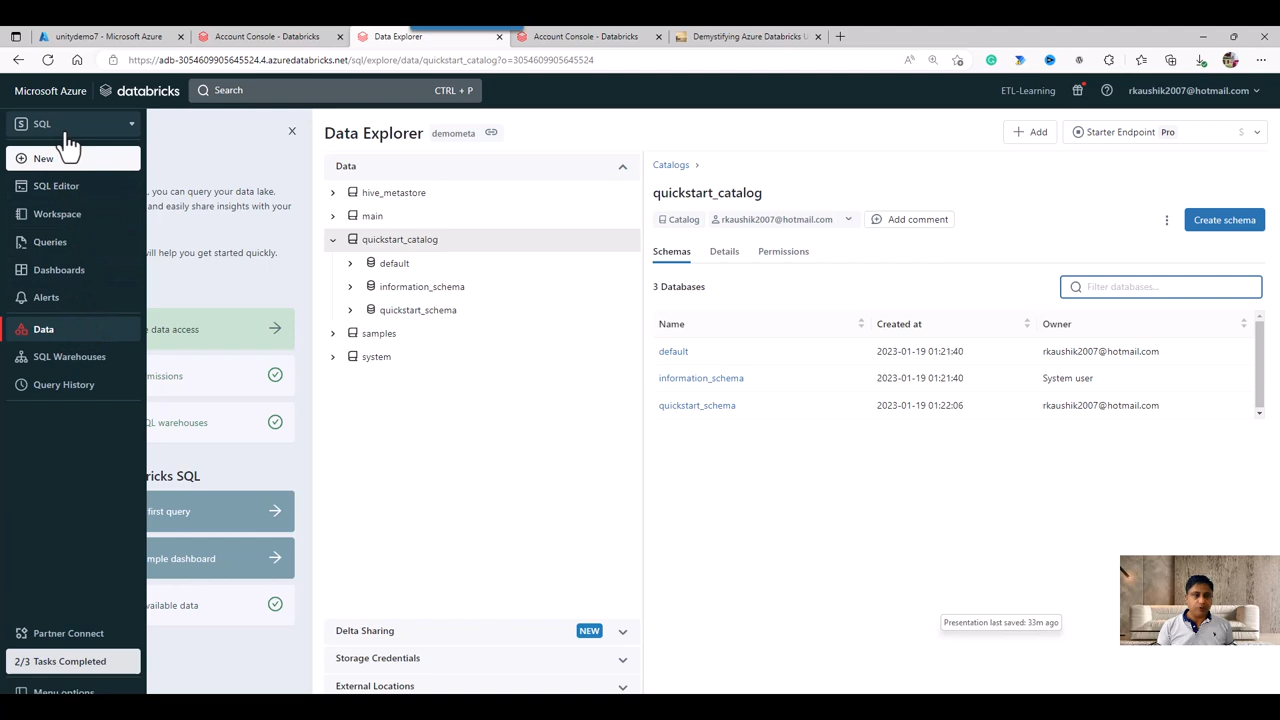 unitydemo7 - Microsoft Azure
Account Console - Databricks
Data Explorer
Account Console - Databricks
Demystifying Azure Databricks U
https://adb-3054609905645524.4.azuredatabricks.net/sql/explore/data/quickstart_catalog?o=3054609905645524
Microsoft Azure
databricks
Search
CTRL + P
ETL-Learning
rkaushik2007@hotmail.com
SQL
New
SQL Editor
Workspace
Queries
Dashboards
Alerts
Data
SQL Warehouses
Query History
Partner Connect
2/3 Tasks Completed
Menu options
, you can query your data lake.
and easily share insights with your
will help you get started quickly.
e data access
missions
QL warehouses
ricks SQL
first query
mple dashboard
vailable data
Data Explorer
demometa
Add
Starter Endpoint
Pro
S
Data
hive_metastore
main
quickstart_catalog
default
information_schema
quickstart_schema
samples
system
Delta Sharing
NEW
Storage Credentials
External Locations
Catalogs
quickstart_catalog
Catalog
rkaushik2007@hotmail.com
Add comment
Create schema
Schemas
Details
Permissions
3 Databases
Filter databases...
Name
Created at
Owner
default
2023-01-19 01:21:40
rkaushik2007@hotmail.com
information_schema
2023-01-19 01:21:40
System user
quickstart_schema
2023-01-19 01:22:06
rkaushik2007@hotmail.com
Presentation last saved: 33m ago